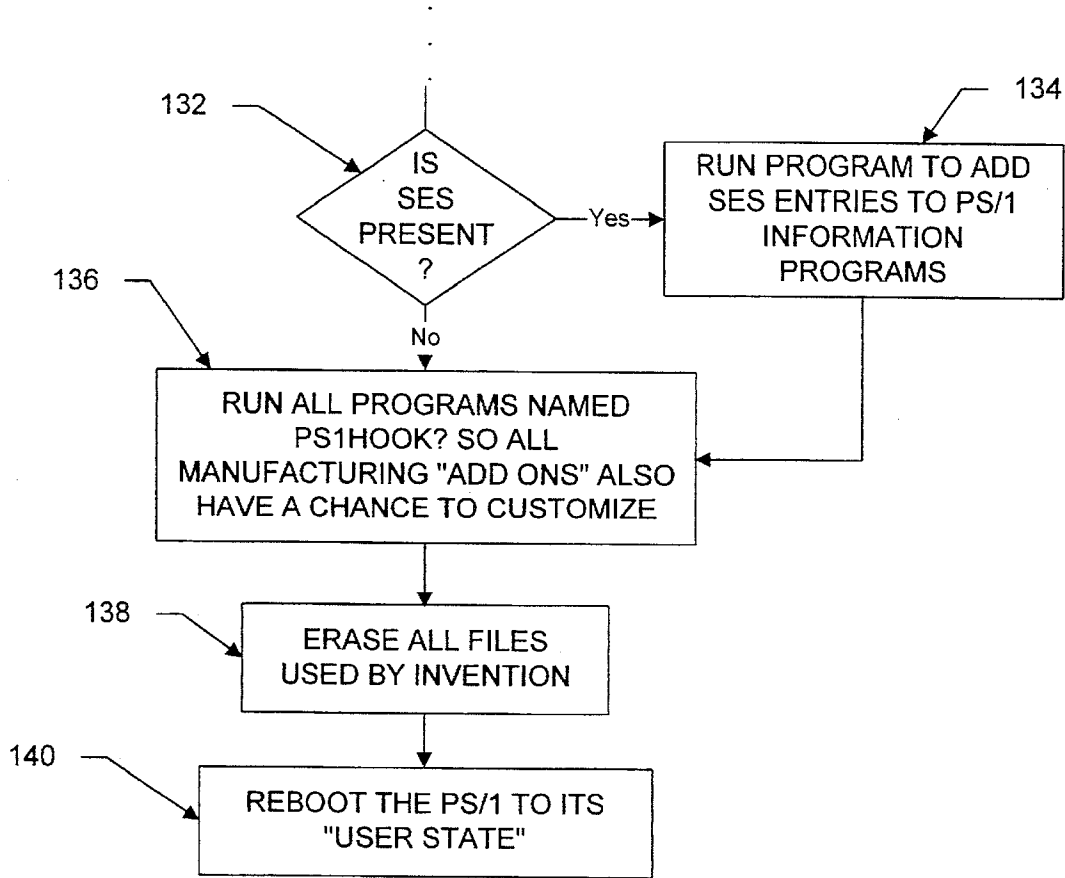 132
IS
SES
PRESENT
?
Yes
134
RUN PROGRAM TO ADD
SES ENTRIES TO PS/1
INFORMATION
PROGRAMS
No
136
RUN ALL PROGRAMS NAMED
PS1HOOK? SO ALL
MANUFACTURING "ADD ONS" ALSO
HAVE A CHANCE TO CUSTOMIZE
138
ERASE ALL FILES
USED BY INVENTION
140
REBOOT THE PS/1 TO ITS
"USER STATE"